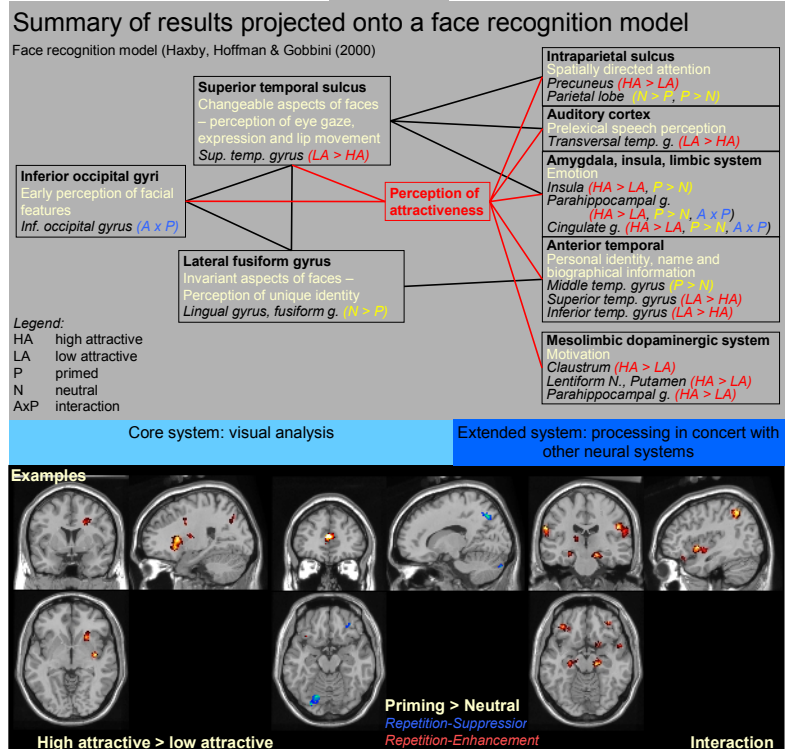 Summary of results projected onto a face recognition model
Face recognition model (Haxby, Hoffman & Gobbini (2000)
Superior temporal sulcus
Changeable aspects of faces
– perception of eye gaze,
expression and lip movement
Sup. temp. gyrus (LA > HA)
Inferior occipital gyri
Early perception of facial
features
Inf. occipital gyrus (A x P)
Perception of
attractiveness
Lateral fusiform gyrus
Invariant aspects of faces –
Perception of unique identity
Lingual gyrus, fusiform g. (N > P)
Intraparietal sulcus
Spatially directed attention
Precuneus (HA > LA)
Parietal lobe (N > P, P > N)
Auditory cortex
Prelexical speech perception
Transversal temp. g. (LA > HA)
Amygdala, insula, limbic system
Emotion
Insula (HA > LA, P > N)
Parahippocampal g.
(HA > LA, P > N, A x P)
Cingulate g. (HA > LA, P > N, A x P)
Anterior temporal
Personal identity, name and
biographical information
Middle temp. gyrus (P > N)
Superior temp. gyrus (LA > HA)
Inferior temp. gyrus (LA > HA)
Mesolimbic dopaminergic system
Motivation
Claustrum (HA > LA)
Lentiform N., Putamen (HA > LA)
Parahippocampal g. (HA > LA)
Legend:
HA high attractive
LA low attractive
P primed
N neutral
AxP interaction
Core system: visual analysis
Extended system: processing in concert with
other neural systems
Examples
High attractive > low attractive
Priming > Neutral
Repetition-Suppression
Repetition-Enhancement
Interaction